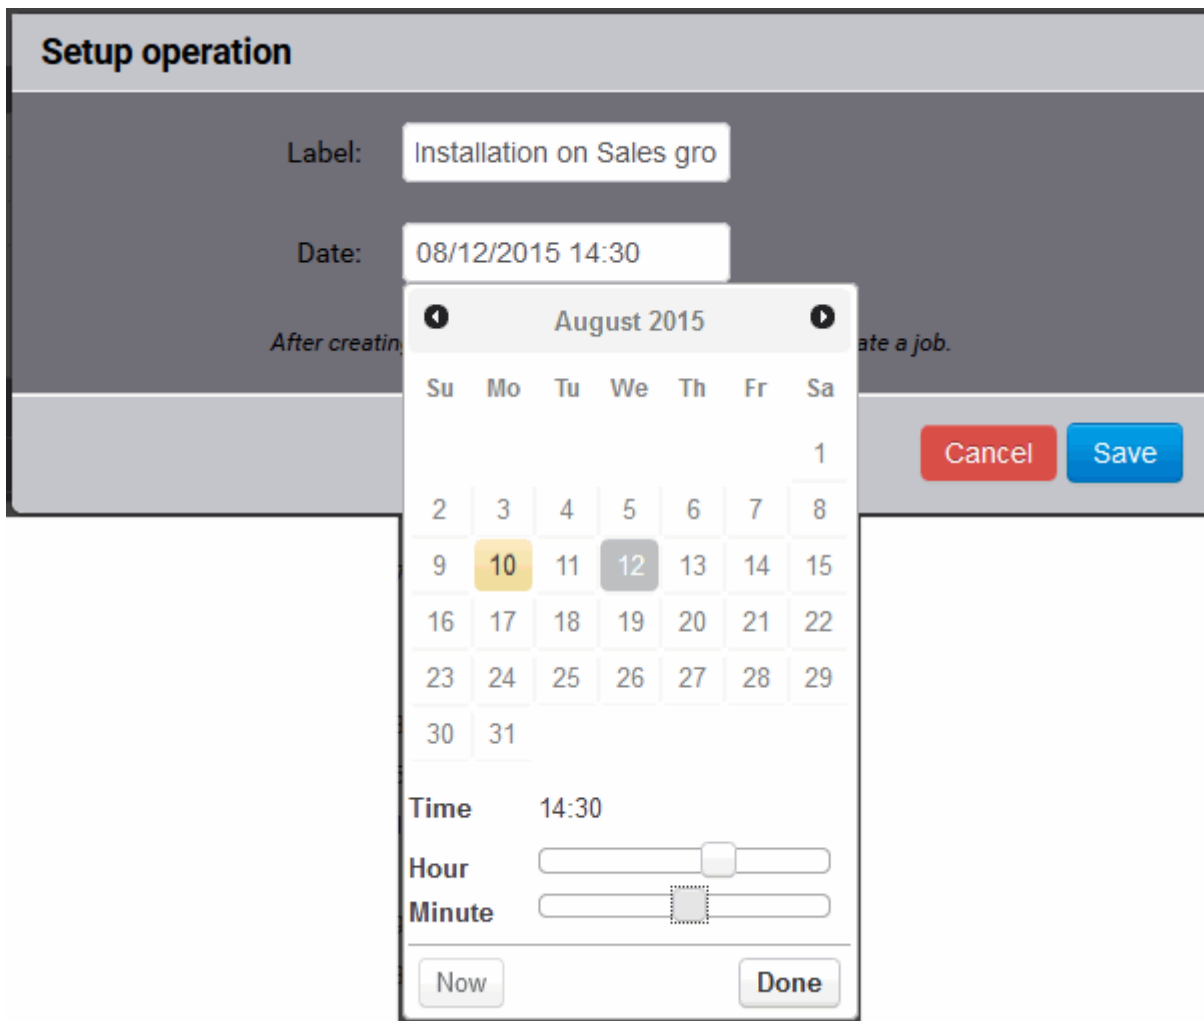 Setup operation
Label: Installation on Sales gro
Date: 08/12/2015 14:30
August 2015
After creating ate a job.
Su Mo Tu We Th Fr Sa
1
Cancel Save
2 3 4 5 6 7 8
9 10 11 12 13 14 15
16 17 18 19 20 21 22
23 24 25 26 27 28 29
30 31
Time 14:30
Hour
Minute
Now Done